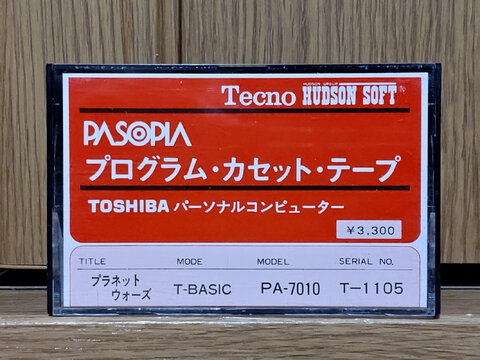 Tecno HUDSON SOFT
HUDSON GROUP
PASOPIA
プログラム・カセット・テープ
TOSHIBA パーソナルコンピューター
¥3,300
TITLE MODE MODEL SERIAL NO.
プラネット
ウォーズ T-BASIC PA-7010 T-1105